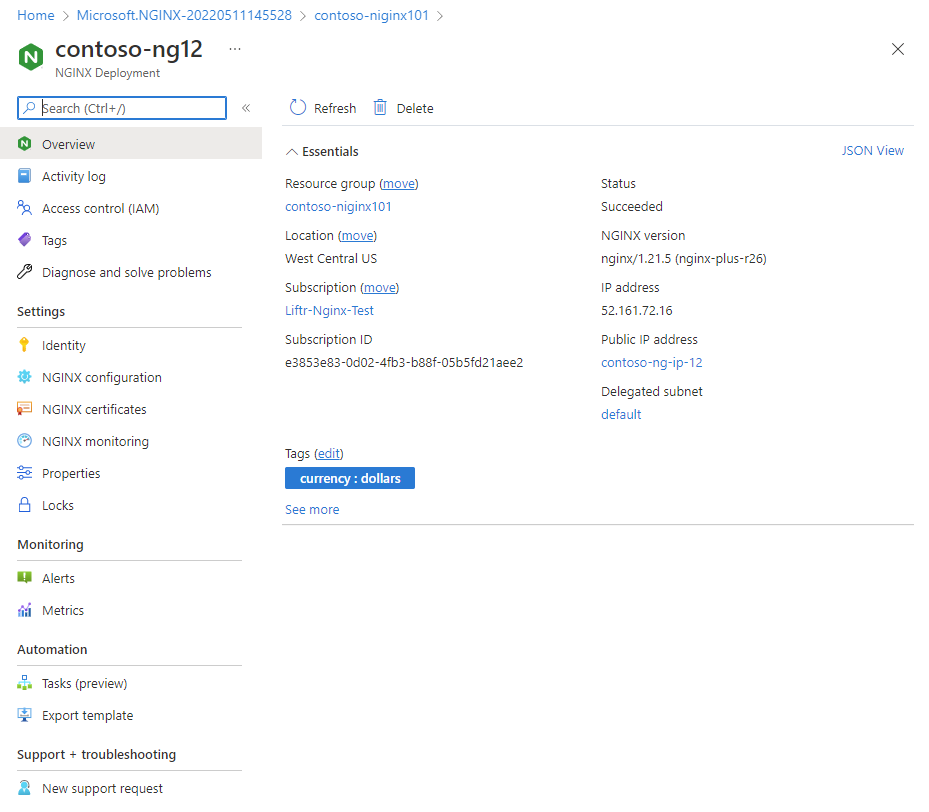 Home > Microsoft.NGINX-20220511145528 > contoso-niginx101 >
contoso-ng12 ...
NGINX Deployment
Search (Ctrl+/) «
Refresh Delete
Overview
Activity log
Access control (IAM)
Tags
Diagnose and solve problems
Settings
Identity
NGINX configuration
NGINX certificates
NGINX monitoring
Properties
Locks
Monitoring
Alerts
Metrics
Automation
Tasks (preview)
Export template
Support + troubleshooting
New support request
Essentials JSON View
Resource group (move)
contoso-niginx101
Location (move)
West Central US
Subscription (move)
Liftr-Nginx-Test
Subscription ID
e3853e83-0d02-4fb3-b88f-05b5fd21aee2
Status
Succeeded
NGINX version
nginx/1.21.5 (nginx-plus-r26)
IP address
52.161.72.16
Public IP address
contoso-ng-ip-12
Delegated subnet
default
Tags (edit)
currency : dollars
See more